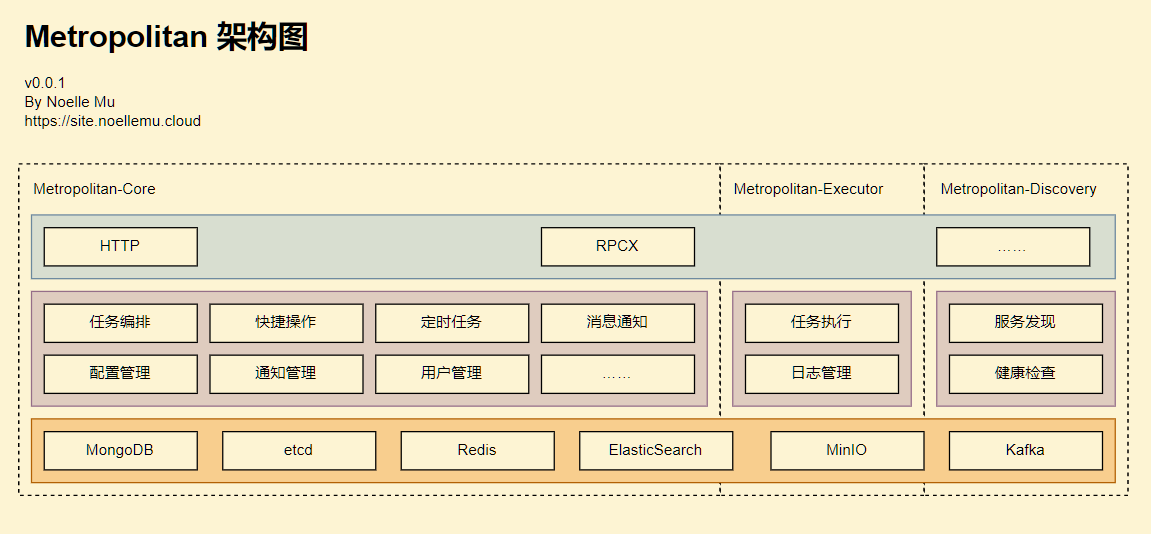 Metropolitan 架构图
v0.0.1
By Noelle Mu
https://site.noellemu.cloud
Metropolitan-Core
Metropolitan-Executor
Metropolitan-Discovery
HTTP
RPCX
……
任务编排
快捷操作
定时任务
消息通知
任务执行
服务发现
配置管理
通知管理
用户管理
……
日志管理
健康检查
MongoDB
etcd
Redis
ElasticSearch
MinIO
Kafka